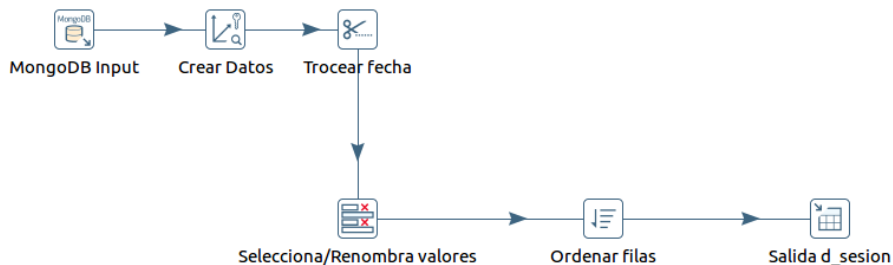 MongoDB
MongoDB Input
Crear Datos
Trocear fecha
Selecciona/Renombra valores
Ordenar filas
Salida d_sesion